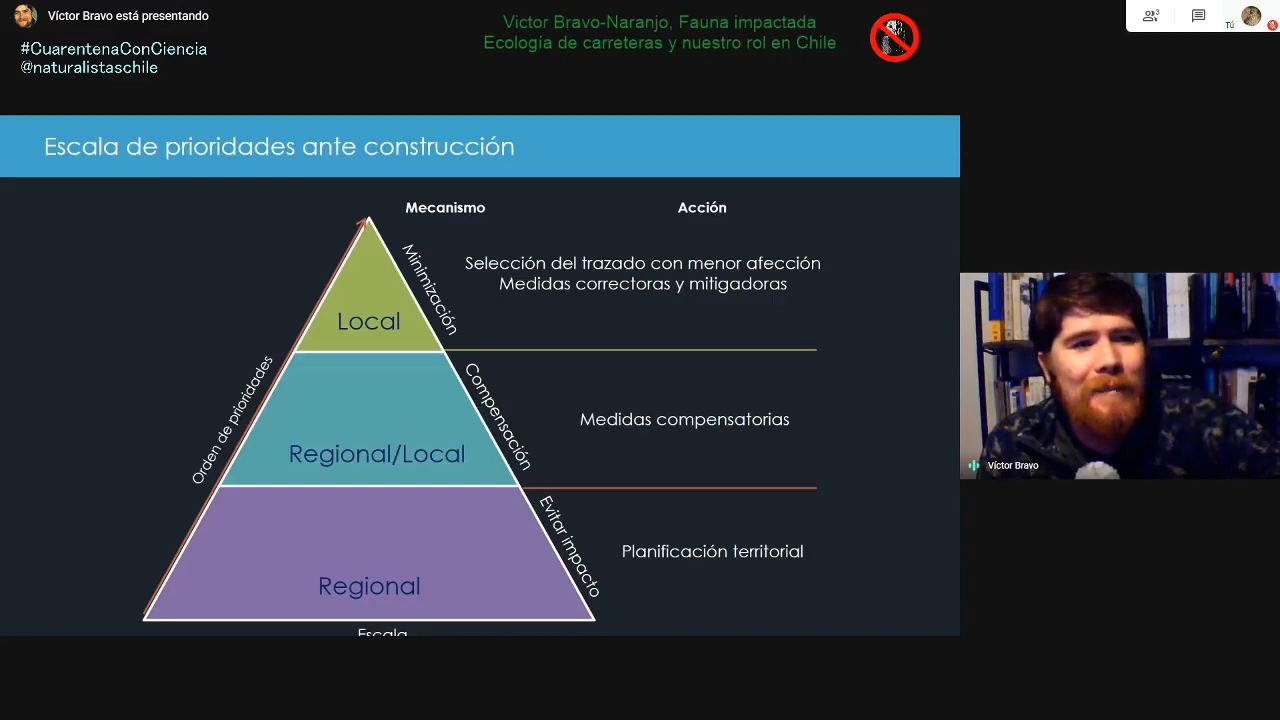 Víctor Bravo está presentando
#CuarentenaConCiencia
@naturalistaschile
Victor Bravo-Naranjo, Fauna impactada
Ecología de carreteras y nuestro rol en Chile
3
Tú
Escala de prioridades ante construcción
Mecanismo
Acción
Minimización
Selección del trazado con menor afección
Medidas correctoras y mitigadoras
Local
Orden de prioridades
Compensación
Medidas compensatorias
Regional/Local
Evitar impacto
Planificación territorial
Regional
Escala
Víctor Bravo